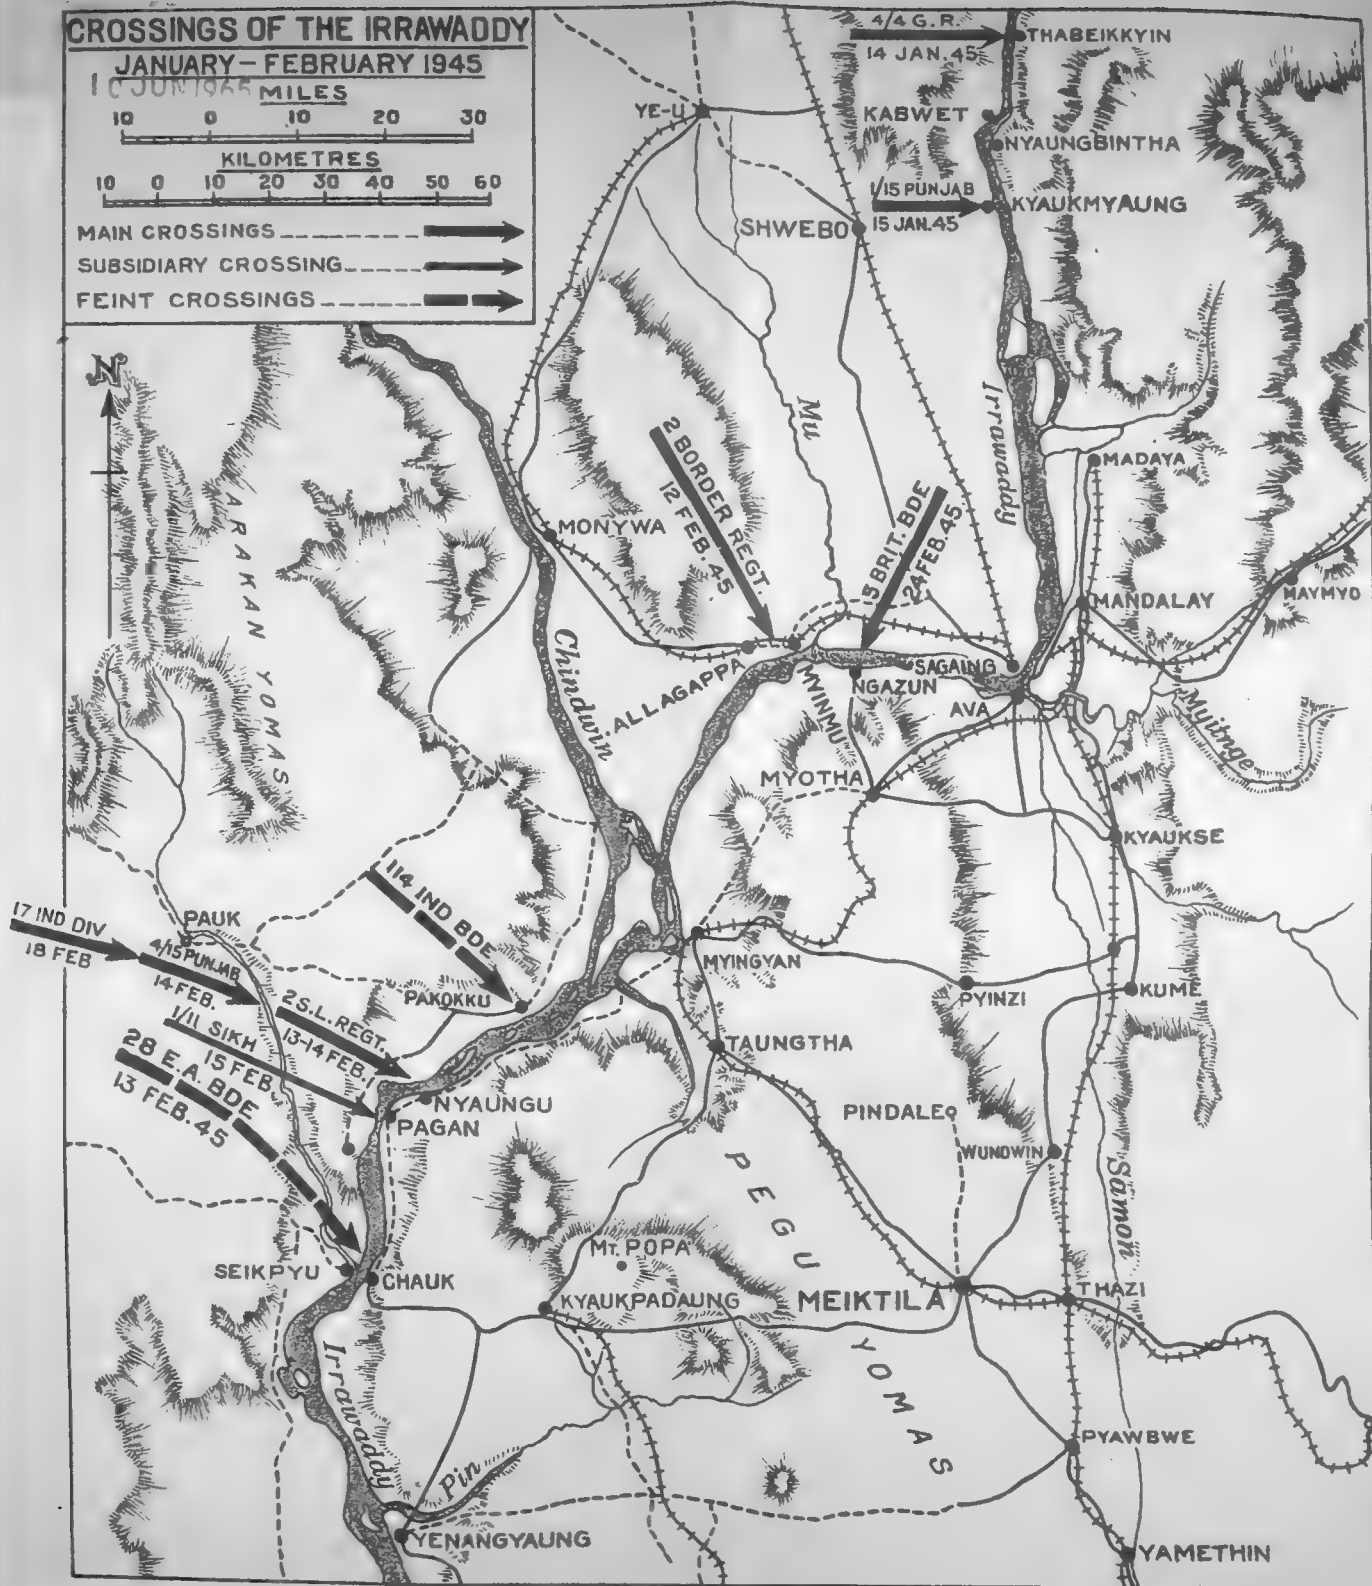 CROSSINGS OF THE IRRAWADDY
JANUARY–FEBRUARY 1945
MILES
10 0 10 20 30
KILOMETRES
10 0 10 20 30 40 50 60
MAIN CROSSINGS
SUBSIDIARY CROSSING
FEINT CROSSINGS
N
4/4 G.R.
14 JAN. 45
THABEIKKYIN
YE-U
KABWET
NYAUNGBINTHA
1/15 PUNJAB
15 JAN. 45
KYAUKMYAUNG
SHWEBO
Irrawaddy
Mu
MADAYA
2 BORDER REGT.
12 FEB. 45
5 BRIT. BDE
24 FEB. 45
ARAKAN YOMAS
MONYWA
MANDALAY
MAYMYO
Chindwin
ALLAGAPPA
MYINMU
NGAZUN
SAGAING
AVA
Myitnge
MYOTHA
KYAUKSE
114 IND BDE
17 IND DIV
18 FEB
PAUK
4/15 PUNJAB
14 FEB.
MYINGYAN
PAKOKKU
PYINZI
KUME
2 S.L. REGT.
13-14 FEB.
1/11 SIKH
15 FEB.
28 E.A. BDE
13 FEB. 45
TAUNGTHA
NYAUNGU
PAGAN
PINDALE
WUNDWIN
Samon
PEGU YOMAS
MT. POPA
SEIKPYU
CHAUK
KYAUKPADAUNG
MEIKTILA
THAZI
Irrawaddy
Pin
PYAWBWE
YENANGYAUNG
YAMETHIN